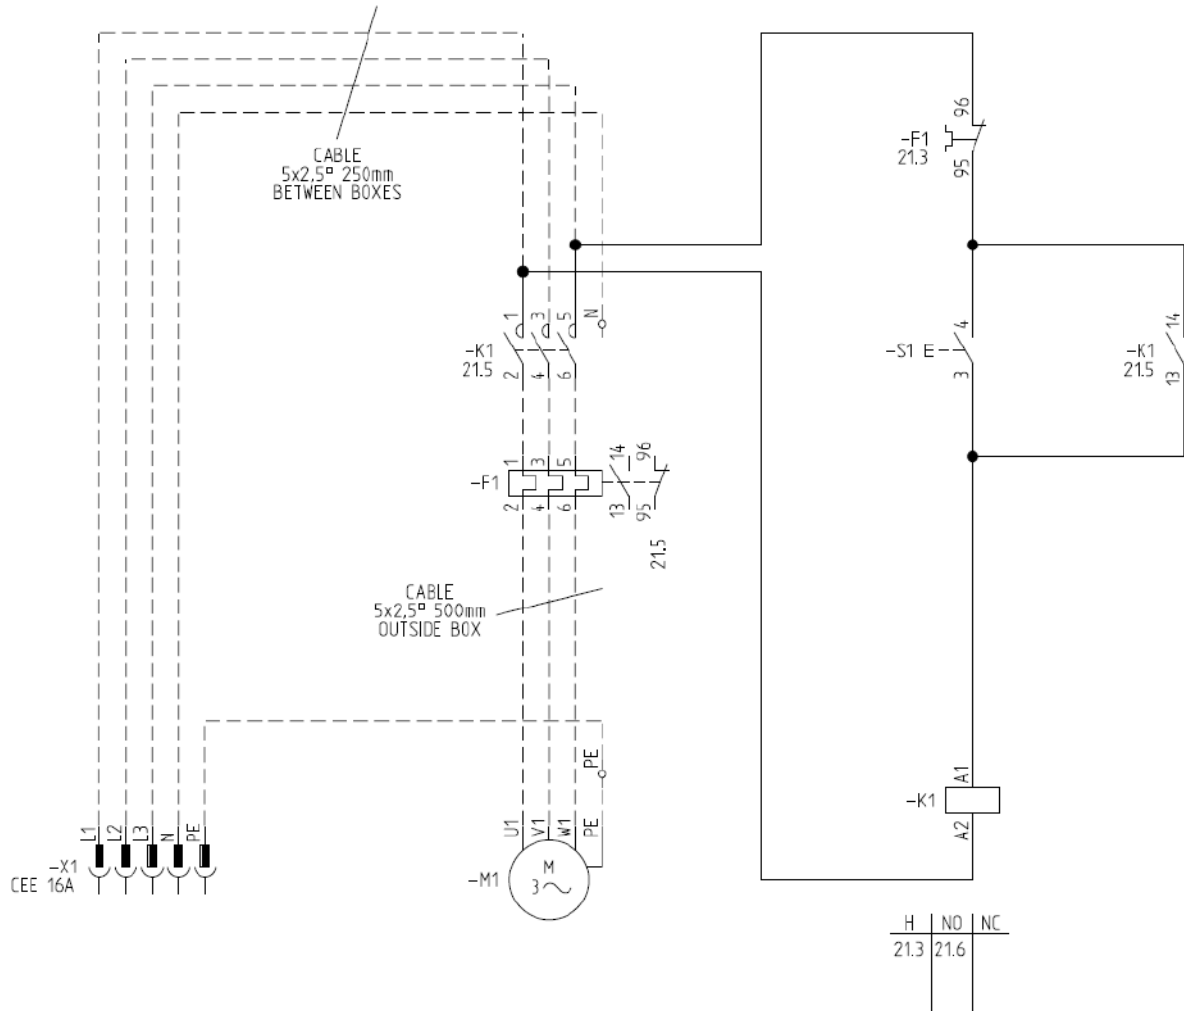 CABLE
5x2,5¤ 250mm
BETWEEN BOXES
96
-F1
21.3
95
1
3
5
N
-K1
21.5
2
4
6
4
-S1
3
14
-K1
21.5
13
1
3
5
14
96
-F1
2
4
6
13
95
21.5
CABLE
5x2,5¤ 500mm
OUTSIDE BOX
PE
A1
-K1
A2
L1
L2
L3
N
PE
-X1
CEE 16A
U1
V1
W1
PE
-M1
M
3
H NO NC
21.3 21.6